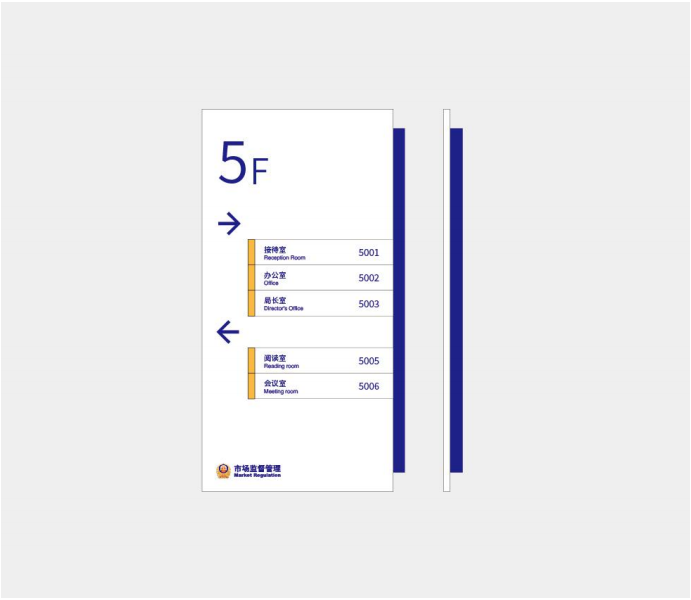 5F
接待室 5001
Reception Room
办公室 5002
Office
局长室 5003
Director's Office
阅读室 5005
Reading room
会议室 5006
Meeting room
市场监督管理
Market Regulation